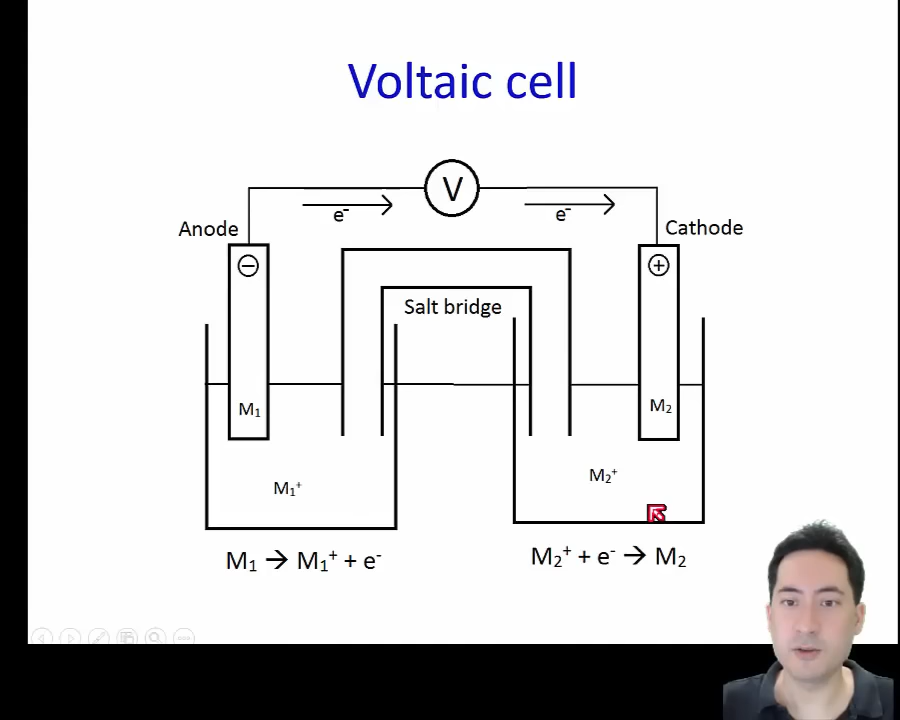 Voltaic cell
V
e⁻
e⁻
Anode
Cathode
⊖
⊕
Salt bridge
M₁
M₂
M₁⁺
M₂⁺
M₁ → M₁⁺ + e⁻
M₂⁺ + e⁻ → M₂